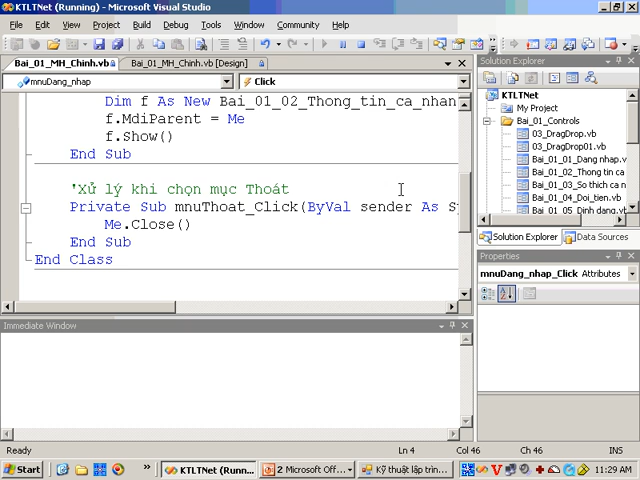 KTLTNet (Running) - Microsoft Visual Studio
File Edit View Project Build Debug Data Tools Window Community Help
Bai_01_MH_Chinh.vb Bai_01_MH_Chinh.vb [Design]
mnuDang_nhap Click
Dim f As New Bai_01_02_Thong_tin_ca_nhan
f.MdiParent = Me
f.Show()
End Sub
'Xử lý khi chọn mục Thoát
Private Sub mnuThoat_Click(ByVal sender As Sy
Me.Close()
End Sub
End Class
Immediate Window
Solution Explorer
KTLTNet
My Project
Bai_01_Controls
03_DragDrop.vb
03_DragDrop01.vb
Bai_01_01_Dang nhap.vb
Bai_01_02_Thong tin ca
Bai_01_03_So thich ca n
Bai_01_04_Doi_tien.vb
Bai_01_05_Dinh dang.vb
Solution Explorer Data Sources
Properties
mnuDang_nhap_Click Attributes
Ready Ln 4 Col 46 Ch 46 INS
Start KTLTNet (Runn... 2 Microsoft Off... Kỹ thuật lập trìn... 11:29 AM